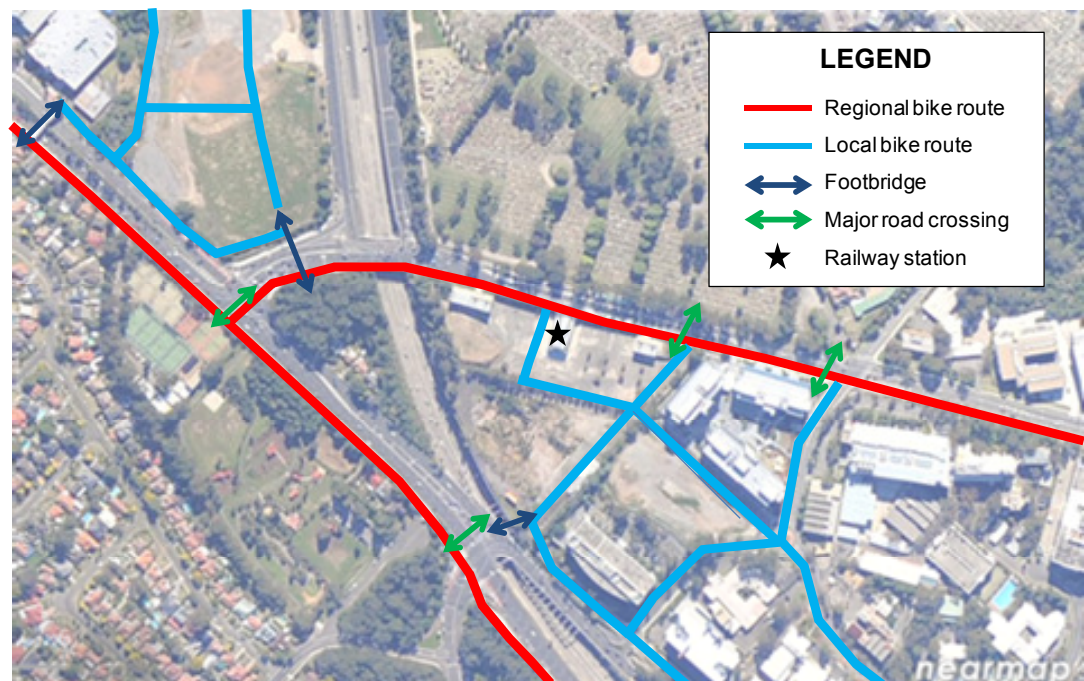 LEGEND
Regional bike route
Local bike route
Footbridge
Major road crossing
Railway station
nearmap